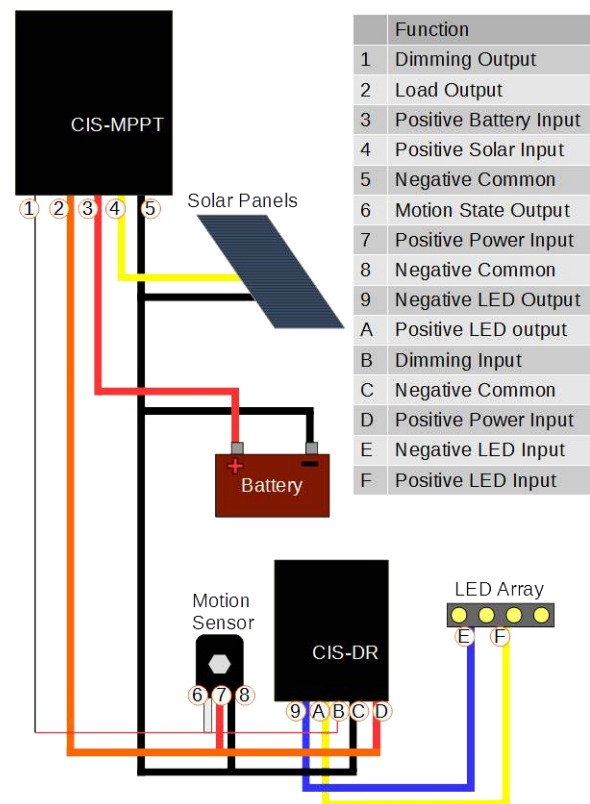 CIS-MPPT
1 2 3 4 5
Solar Panels
+ -
Battery
Motion
Sensor
6 7 8
CIS-DR
9 A B C D
LED Array
E F
Function
1 Dimming Output
2 Load Output
3 Positive Battery Input
4 Positive Solar Input
5 Negative Common
6 Motion State Output
7 Positive Power Input
8 Negative Common
9 Negative LED Output
A Positive LED output
B Dimming Input
C Negative Common
D Positive Power Input
E Negative LED Input
F Positive LED Input